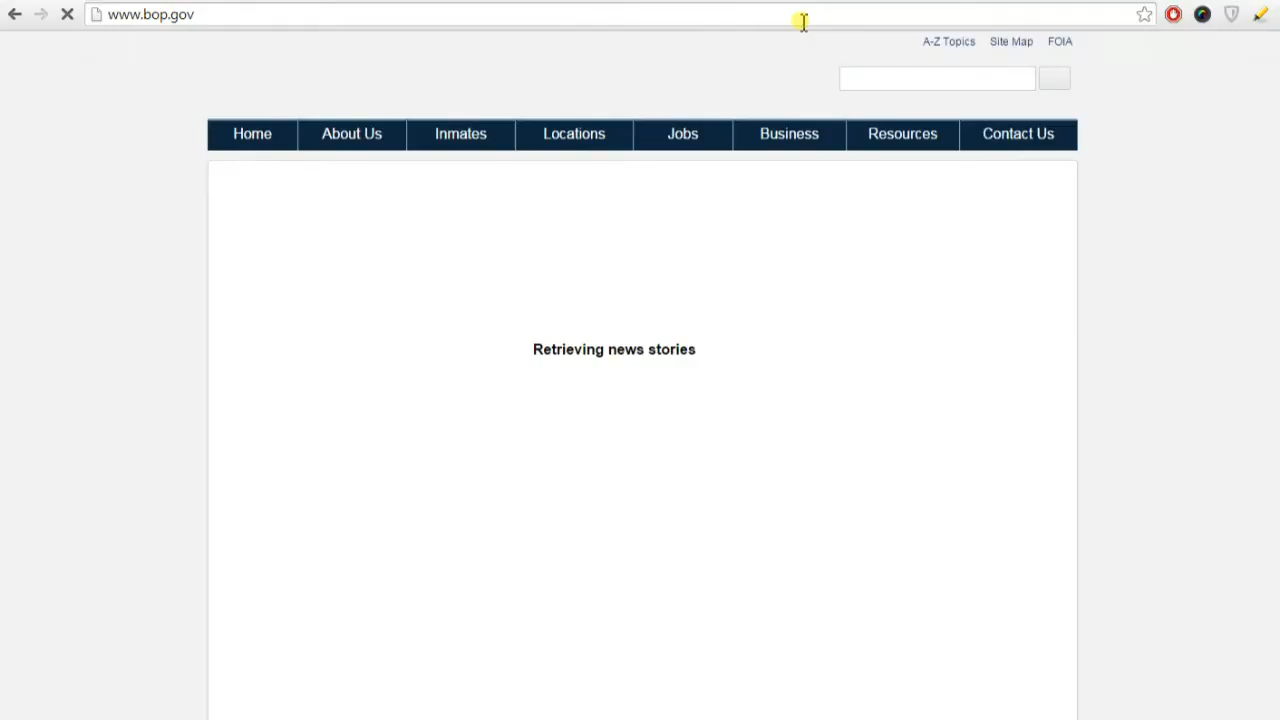 www.bop.gov
A-Z Topics Site Map FOIA
Home About Us Inmates Locations Jobs Business Resources Contact Us
Retrieving news stories